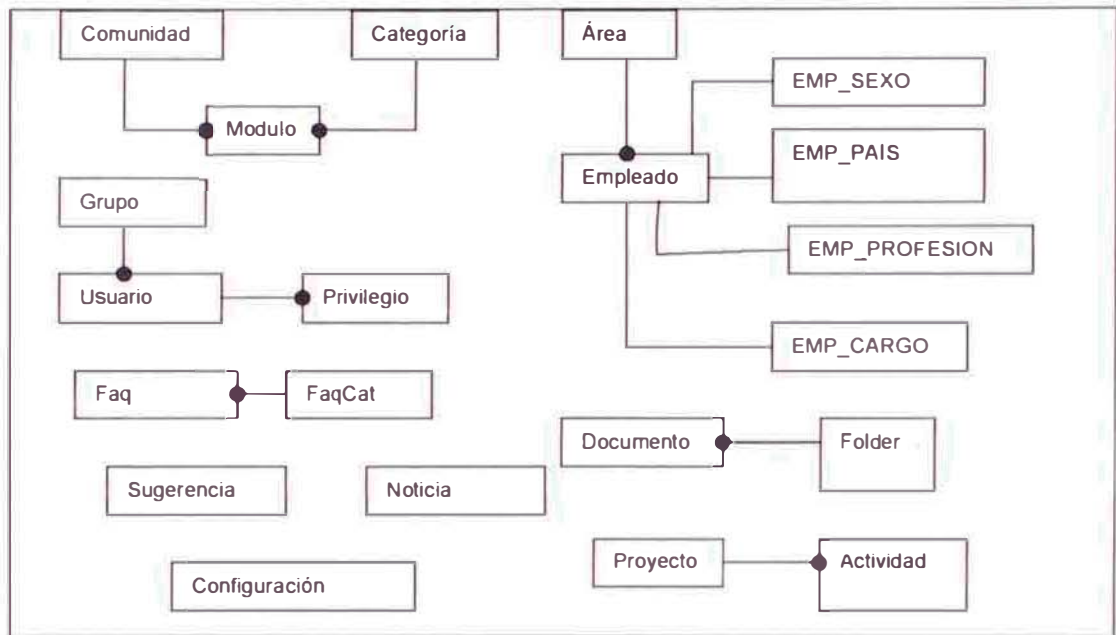 Comunidad
Categoría
Área
EMP_SEXO
Modulo
EMP_PAIS
Empleado
Grupo
EMP_PROFESION
Usuario
Privilegio
EMP_CARGO
Faq
FaqCat
Documento
Folder
Sugerencia
Noticia
Proyecto
Actividad
Configuración